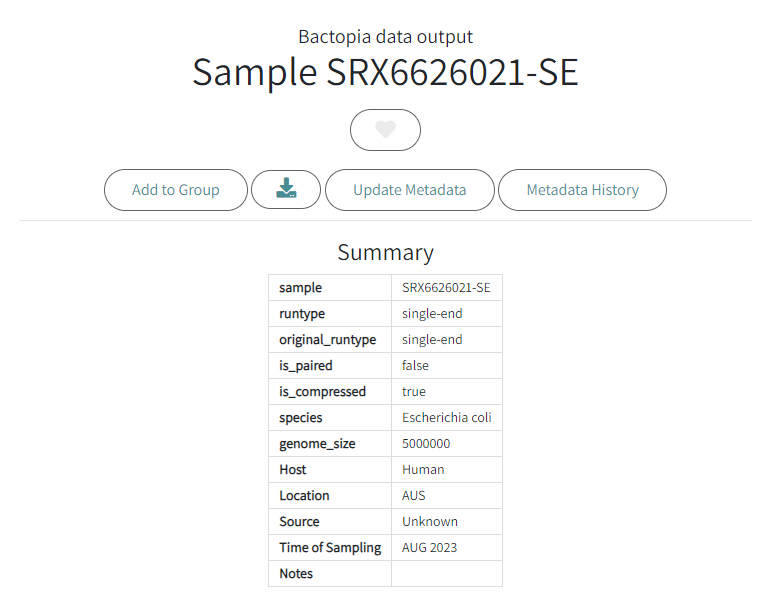 Bactopia data output
Sample SRX6626021-SE
Add to Group
Update Metadata
Metadata History
Summary
sample SRX6626021-SE
runtype single-end
original_runtype single-end
is_paired false
is_compressed true
species Escherichia coli
genome_size 5000000
Host Human
Location AUS
Source Unknown
Time of Sampling AUG 2023
Notes